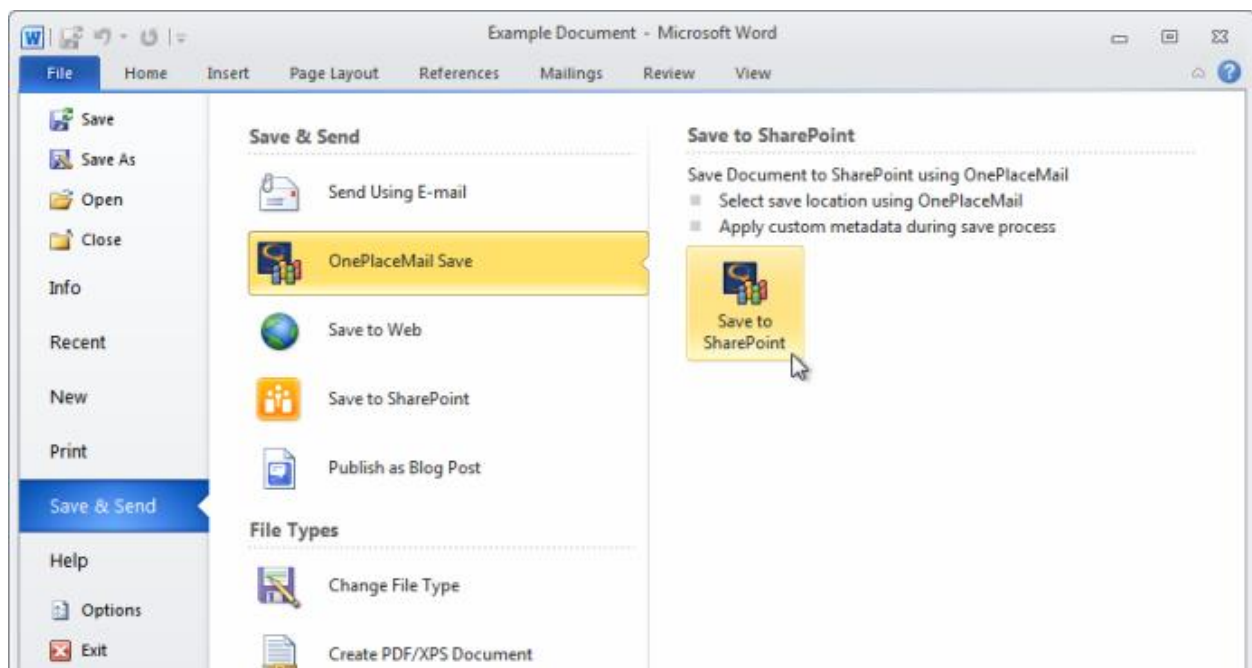 Example Document - Microsoft Word
File Home Insert Page Layout References Mailings Review View
Save
Save As
Open
Close
Info
Recent
New
Print
Save & Send
Help
Options
Exit
Save & Send
Send Using E-mail
OnePlaceMail Save
Save to Web
Save to SharePoint
Publish as Blog Post
File Types
Change File Type
Create PDF/XPS Document
Save to SharePoint
Save Document to SharePoint using OnePlaceMail
Select save location using OnePlaceMail
Apply custom metadata during save process
Save to
SharePoint